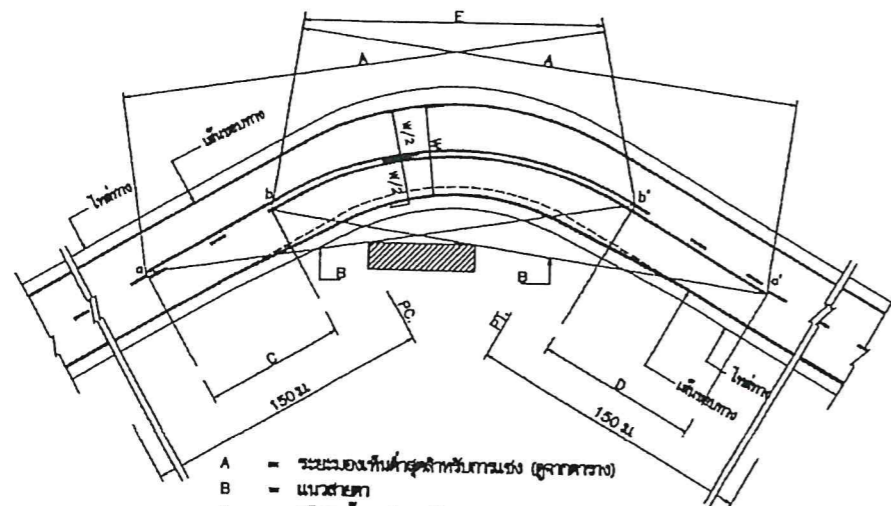 E
A
A
เส้นขอบทาง
ไหล่ทาง
W/2
W
W/2
b
b'
a
a'
B
B
P.C.
P.T.
C
D
150 ม.
150 ม.
เส้นขอบทาง
ไหล่ทาง
A = ระยะมองเห็นต่ำสุดสำหรับการแซง (ดูจากตาราง)
B = แนวสายตา